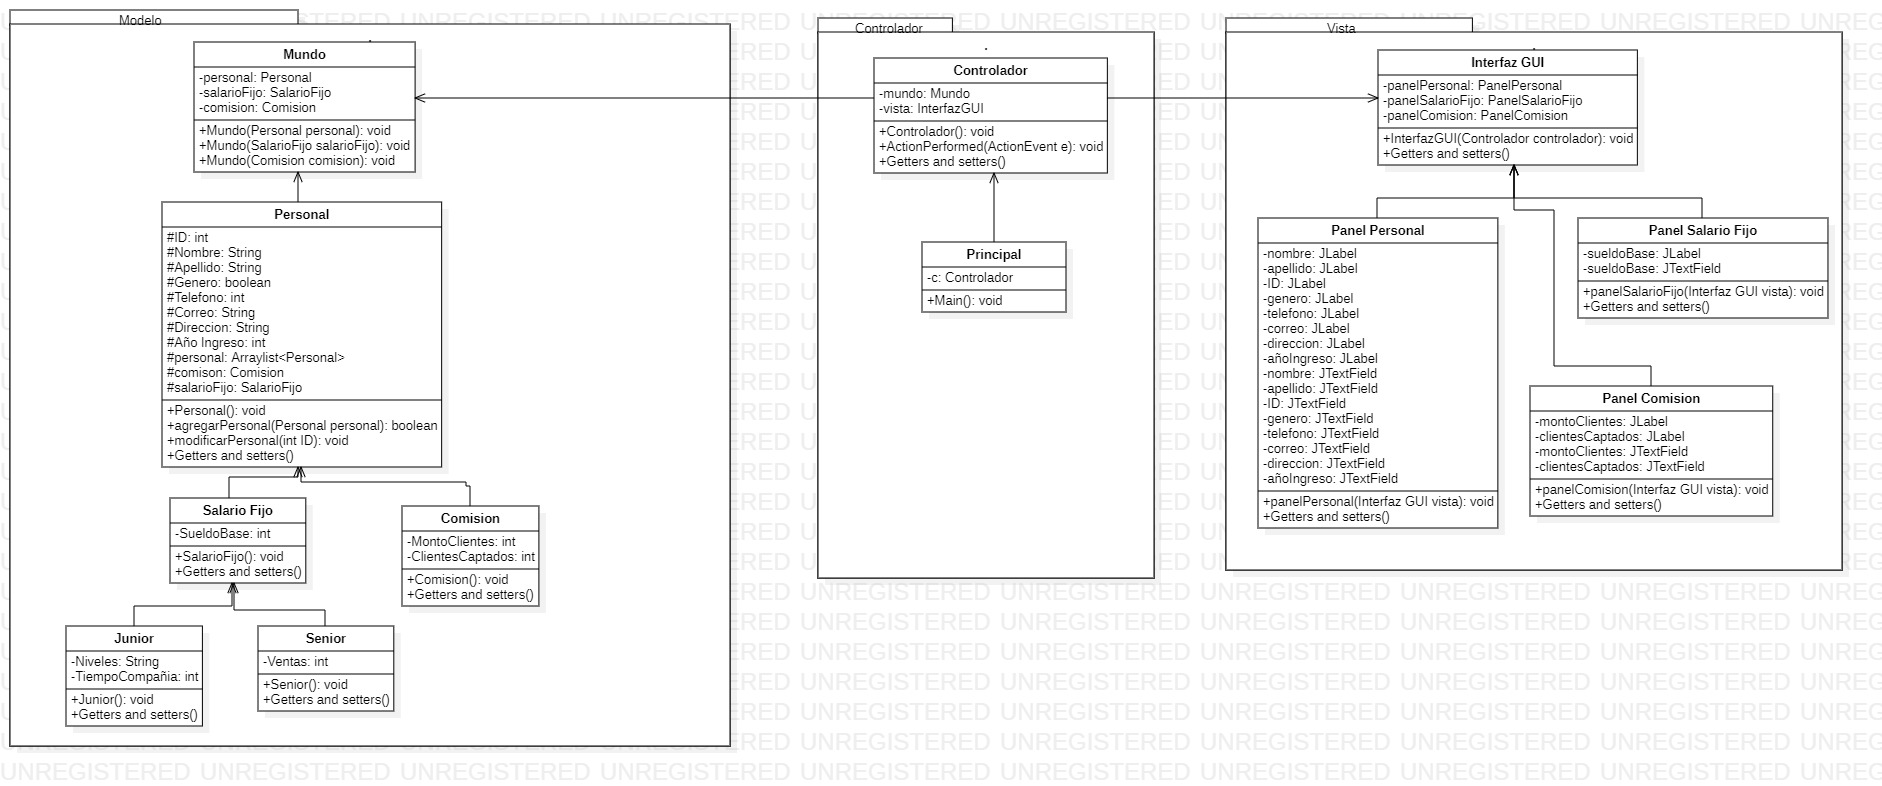 Modelo
Mundo
-personal: Personal
-salarioFijo: SalarioFijo
-comision: Comision
+Mundo(Personal personal): void
+Mundo(SalarioFijo salarioFijo): void
+Mundo(Comision comision): void
Personal
#ID: int
#Nombre: String
#Apellido: String
#Genero: boolean
#Telefono: int
#Correo: String
#Direccion: String
#Año Ingreso: int
#personal: Arraylist<Personal>
#comison: Comision
#salarioFijo: SalarioFijo
+Personal(): void
+agregarPersonal(Personal personal): boolean
+modificarPersonal(int ID): void
+Getters and setters()
Salario Fijo
-SueldoBase: int
+SalarioFijo(): void
+Getters and setters()
Comision
-MontoClientes: int
-ClientesCaptados: int
+Comision(): void
+Getters and setters()
Junior
-Niveles: String
-TiempoCompañia: int
+Junior(): void
+Getters and setters()
Senior
-Ventas: int
+Senior(): void
+Getters and setters()
Controlador
Controlador
-mundo: Mundo
-vista: InterfazGUI
+Controlador(): void
+ActionPerformed(ActionEvent e): void
+Getters and setters()
Principal
-c: Controlador
+Main(): void
Vista
Interfaz GUI
-panelPersonal: PanelPersonal
-panelSalarioFijo: PanelSalarioFijo
-panelComision: PanelComision
+InterfazGUI(Controlador controlador): void
+Getters and setters()
Panel Personal
-nombre: JLabel
-apellido: JLabel
-ID: JLabel
-genero: JLabel
-telefono: JLabel
-correo: JLabel
-direccion: JLabel
-añoIngreso: JLabel
-nombre: JTextField
-apellido: JTextField
-ID: JTextField
-genero: JTextField
-telefono: JTextField
-correo: JTextField
-direccion: JTextField
-añoIngreso: JTextField
+panelPersonal(Interfaz GUI vista): void
+Getters and setters()
Panel Salario Fijo
-sueldoBase: JLabel
-sueldoBase: JTextField
+panelSalarioFijo(Interfaz GUI vista): void
+Getters and setters()
Panel Comision
-montoClientes: JLabel
-clientesCaptados: JLabel
-montoClientes: JTextField
-clientesCaptados: JTextField
+panelComision(Interfaz GUI vista): void
+Getters and setters()
UNREGISTERED UNREGISTERED UNREGISTERED UNREGISTERED UNREGISTERED UNREGISTERED UNREGISTERED UNREGISTERED UNREGISTERED